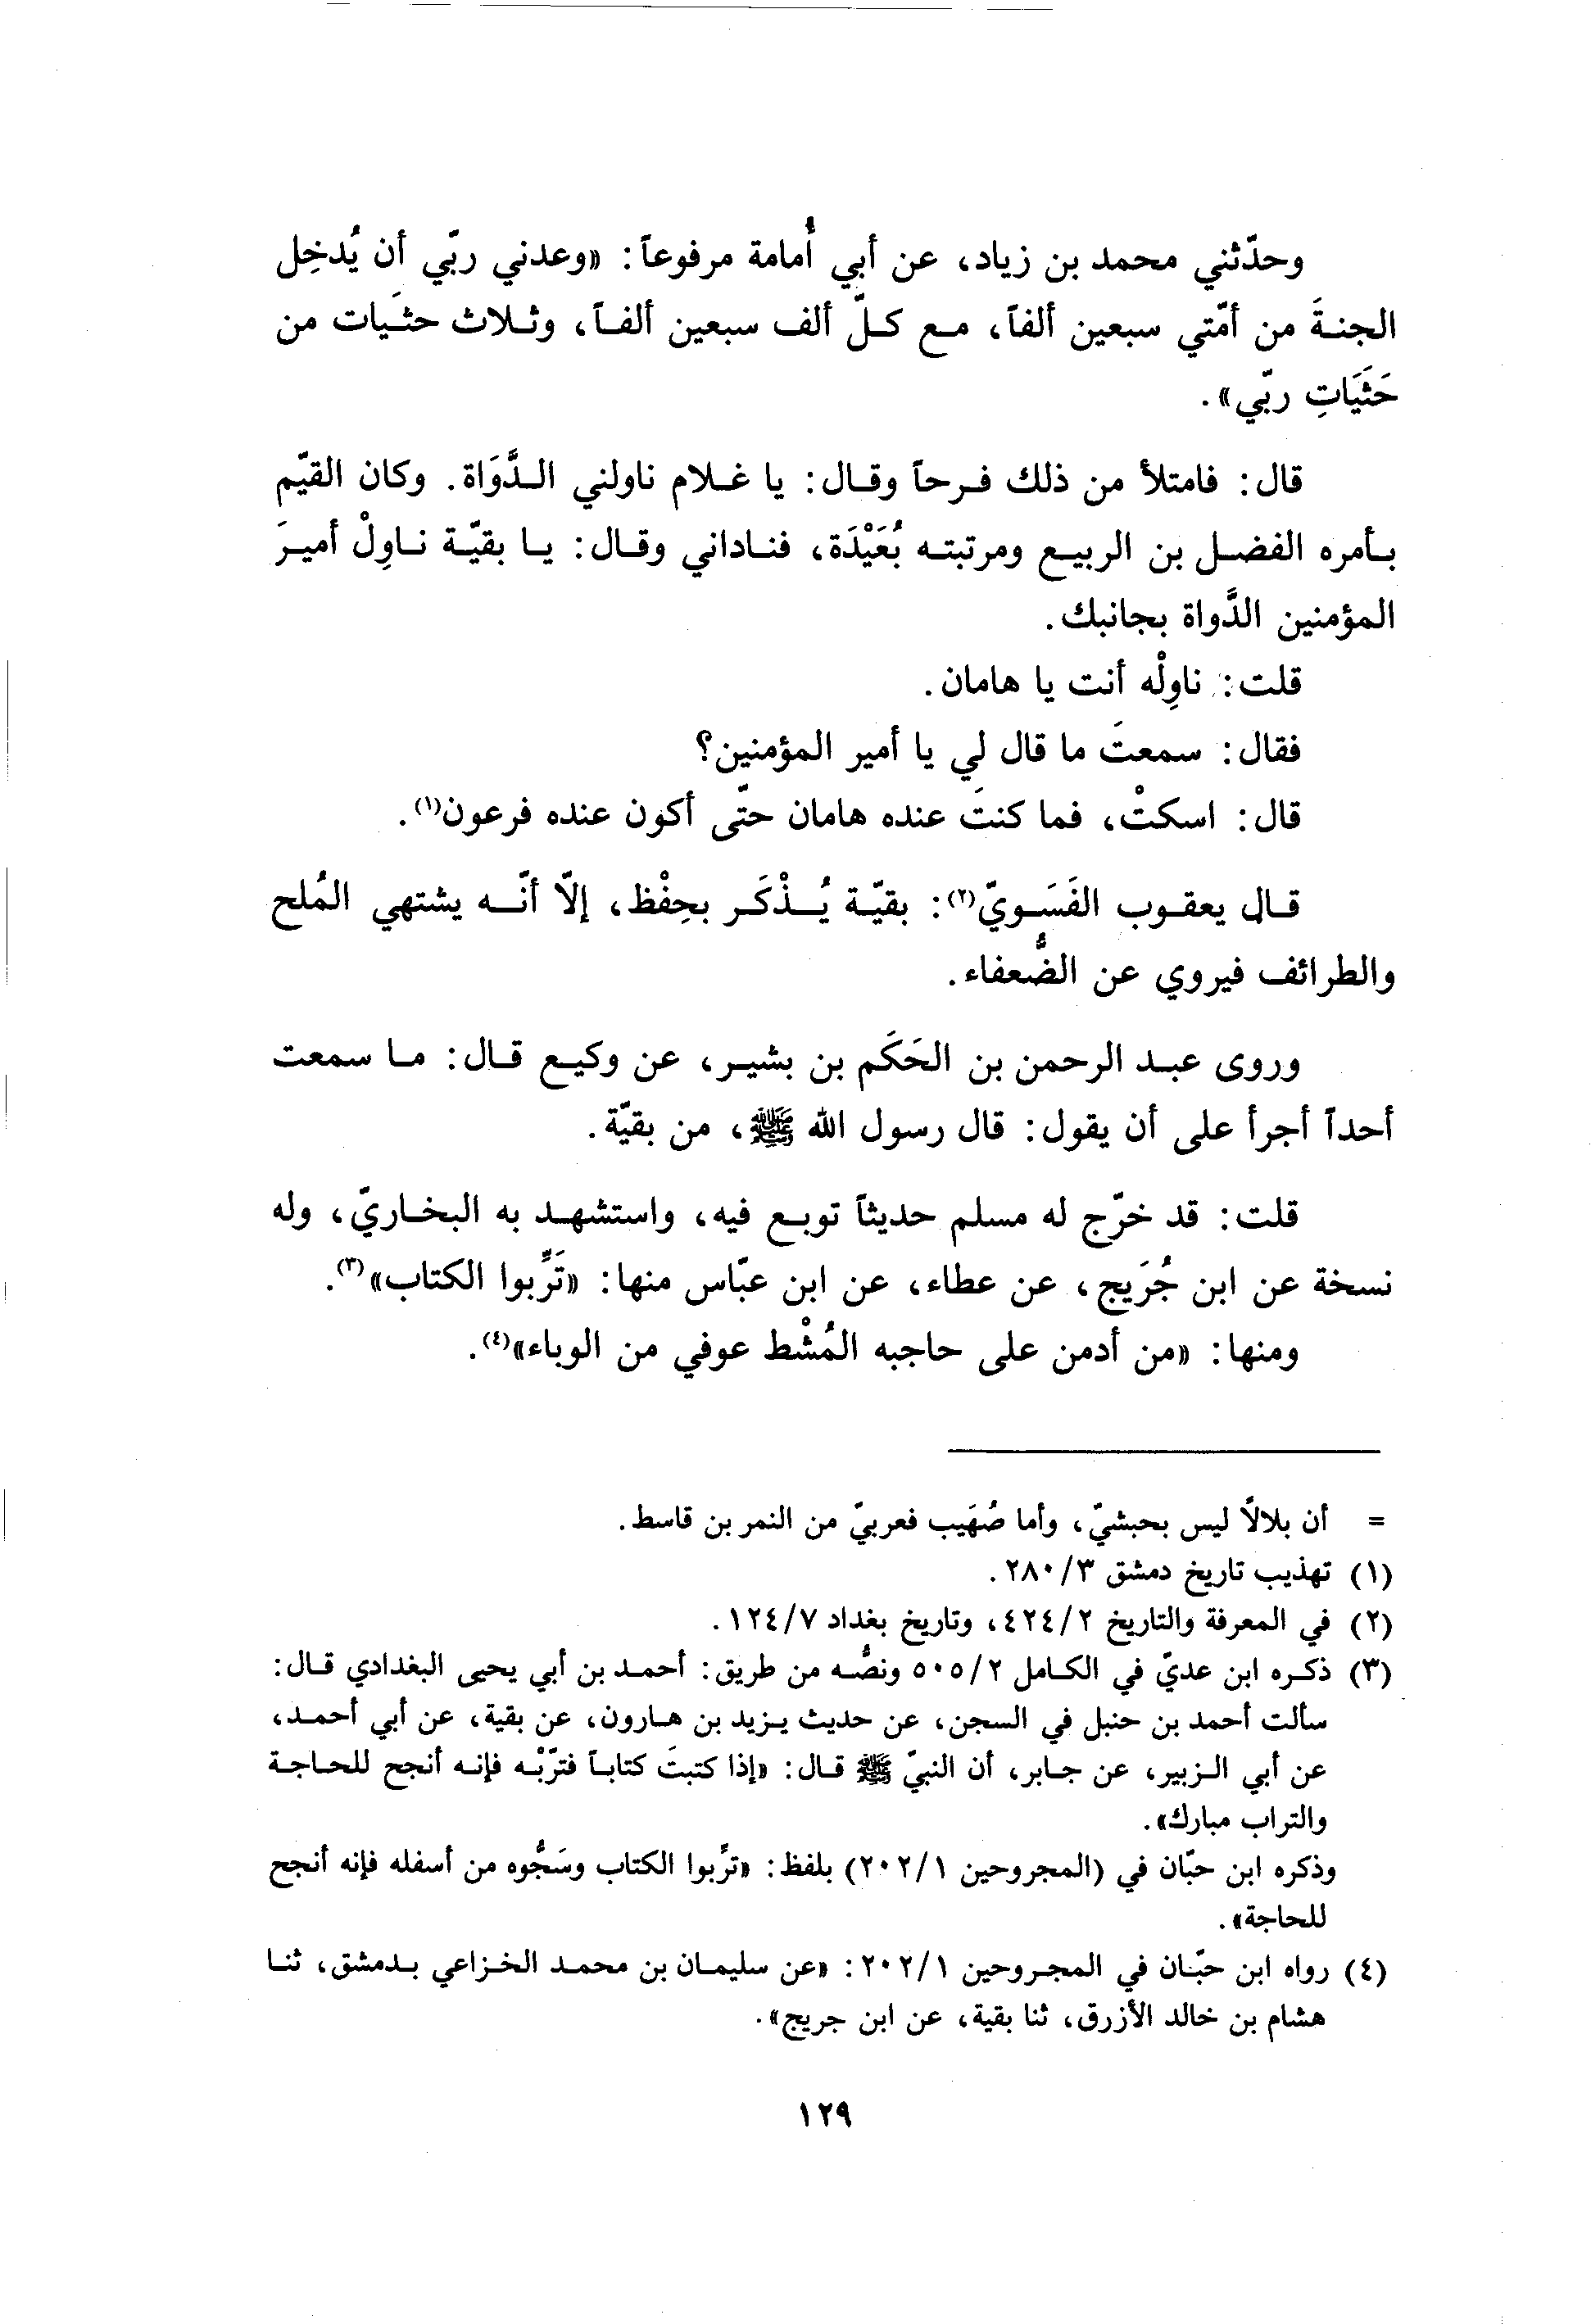 وحدّثني محمد بن زياد، عن أبي أُمامة مرفوعاً: «وعدني ربّي أن يُدخِل
الجنةَ من أمّتي سبعين ألفاً، مع كلّ ألف سبعين ألفاً، وثلاث حثَيات من
حَثَيَاتِ ربّي».
قال: فامتلأ من ذلك فرحاً وقال: يا غلام ناولني الدَّوَاة. وكان القيّم
بأمره الفضل بن الربيع ومرتبته بُعَيْدَة، فناداني وقال: يا بقيّة ناوِلْ أميرَ
المؤمنين الدَّواة بجانبك.
قلت: ناوِلْه أنت يا هامان.
فقال: سمعتَ ما قال لي يا أمير المؤمنين؟
قال: اسكتْ، فما كنتَ عنده هامان حتّى أكون عنده فرعون(١).
قال يعقوب الفَسَويّ(٢): بقيّة يُذْكَر بحِفْظ، إلّا أنّه يشتهي المُلح
والطرائف فيروي عن الضُّعفاء.
وروى عبد الرحمن بن الحَكَم بن بشير، عن وكيع قال: ما سمعت
أحداً أجرأ على أن يقول: قال رسول الله ﷺ، من بقيّة.
قلت: قد خرّج له مسلم حديثاً توبع فيه، واستشهد به البخاريّ، وله
نسخة عن ابن جُرَيج، عن عطاء، عن ابن عبّاس منها: «تَرِّبوا الكتاب»(٣).
ومنها: «من أدمن على حاجبه المُشْط عوفي من الوباء»(٤).
= أن بلالاً ليس بحبشيّ، وأما صُهَيب فعربيّ من النمر بن قاسط.
(١) تهذيب تاريخ دمشق ٢٨٠/٣.
(٢) في المعرفة والتاريخ ٤٢٤/٢، وتاريخ بغداد ١٢٤/٧.
(٣) ذكره ابن عديّ في الكامل ٥٠٥/٢ ونصُّه من طريق: أحمد بن أبي يحيى البغدادي قال:
سألت أحمد بن حنبل في السجن، عن حديث يزيد بن هارون، عن بقية، عن أبي أحمد،
عن أبي الزبير، عن جابر، أن النبيّ ﷺ قال: «إذا كتبتَ كتاباً فترّبْه فإنه أنجح للحاجة
والتراب مبارك».
وذكره ابن حبّان في (المجروحين ٢٠٢/١) بلفظ: «ترِّبوا الكتاب وسَحُّوه من أسفله فإنه أنجح
للحاجة».
(٤) رواه ابن حبّان في المجروحين ٢٠٢/١: «عن سليمان بن محمد الخزاعي بدمشق، ثنا
هشام بن خالد الأزرق، ثنا بقية، عن ابن جريج».
١٢٩